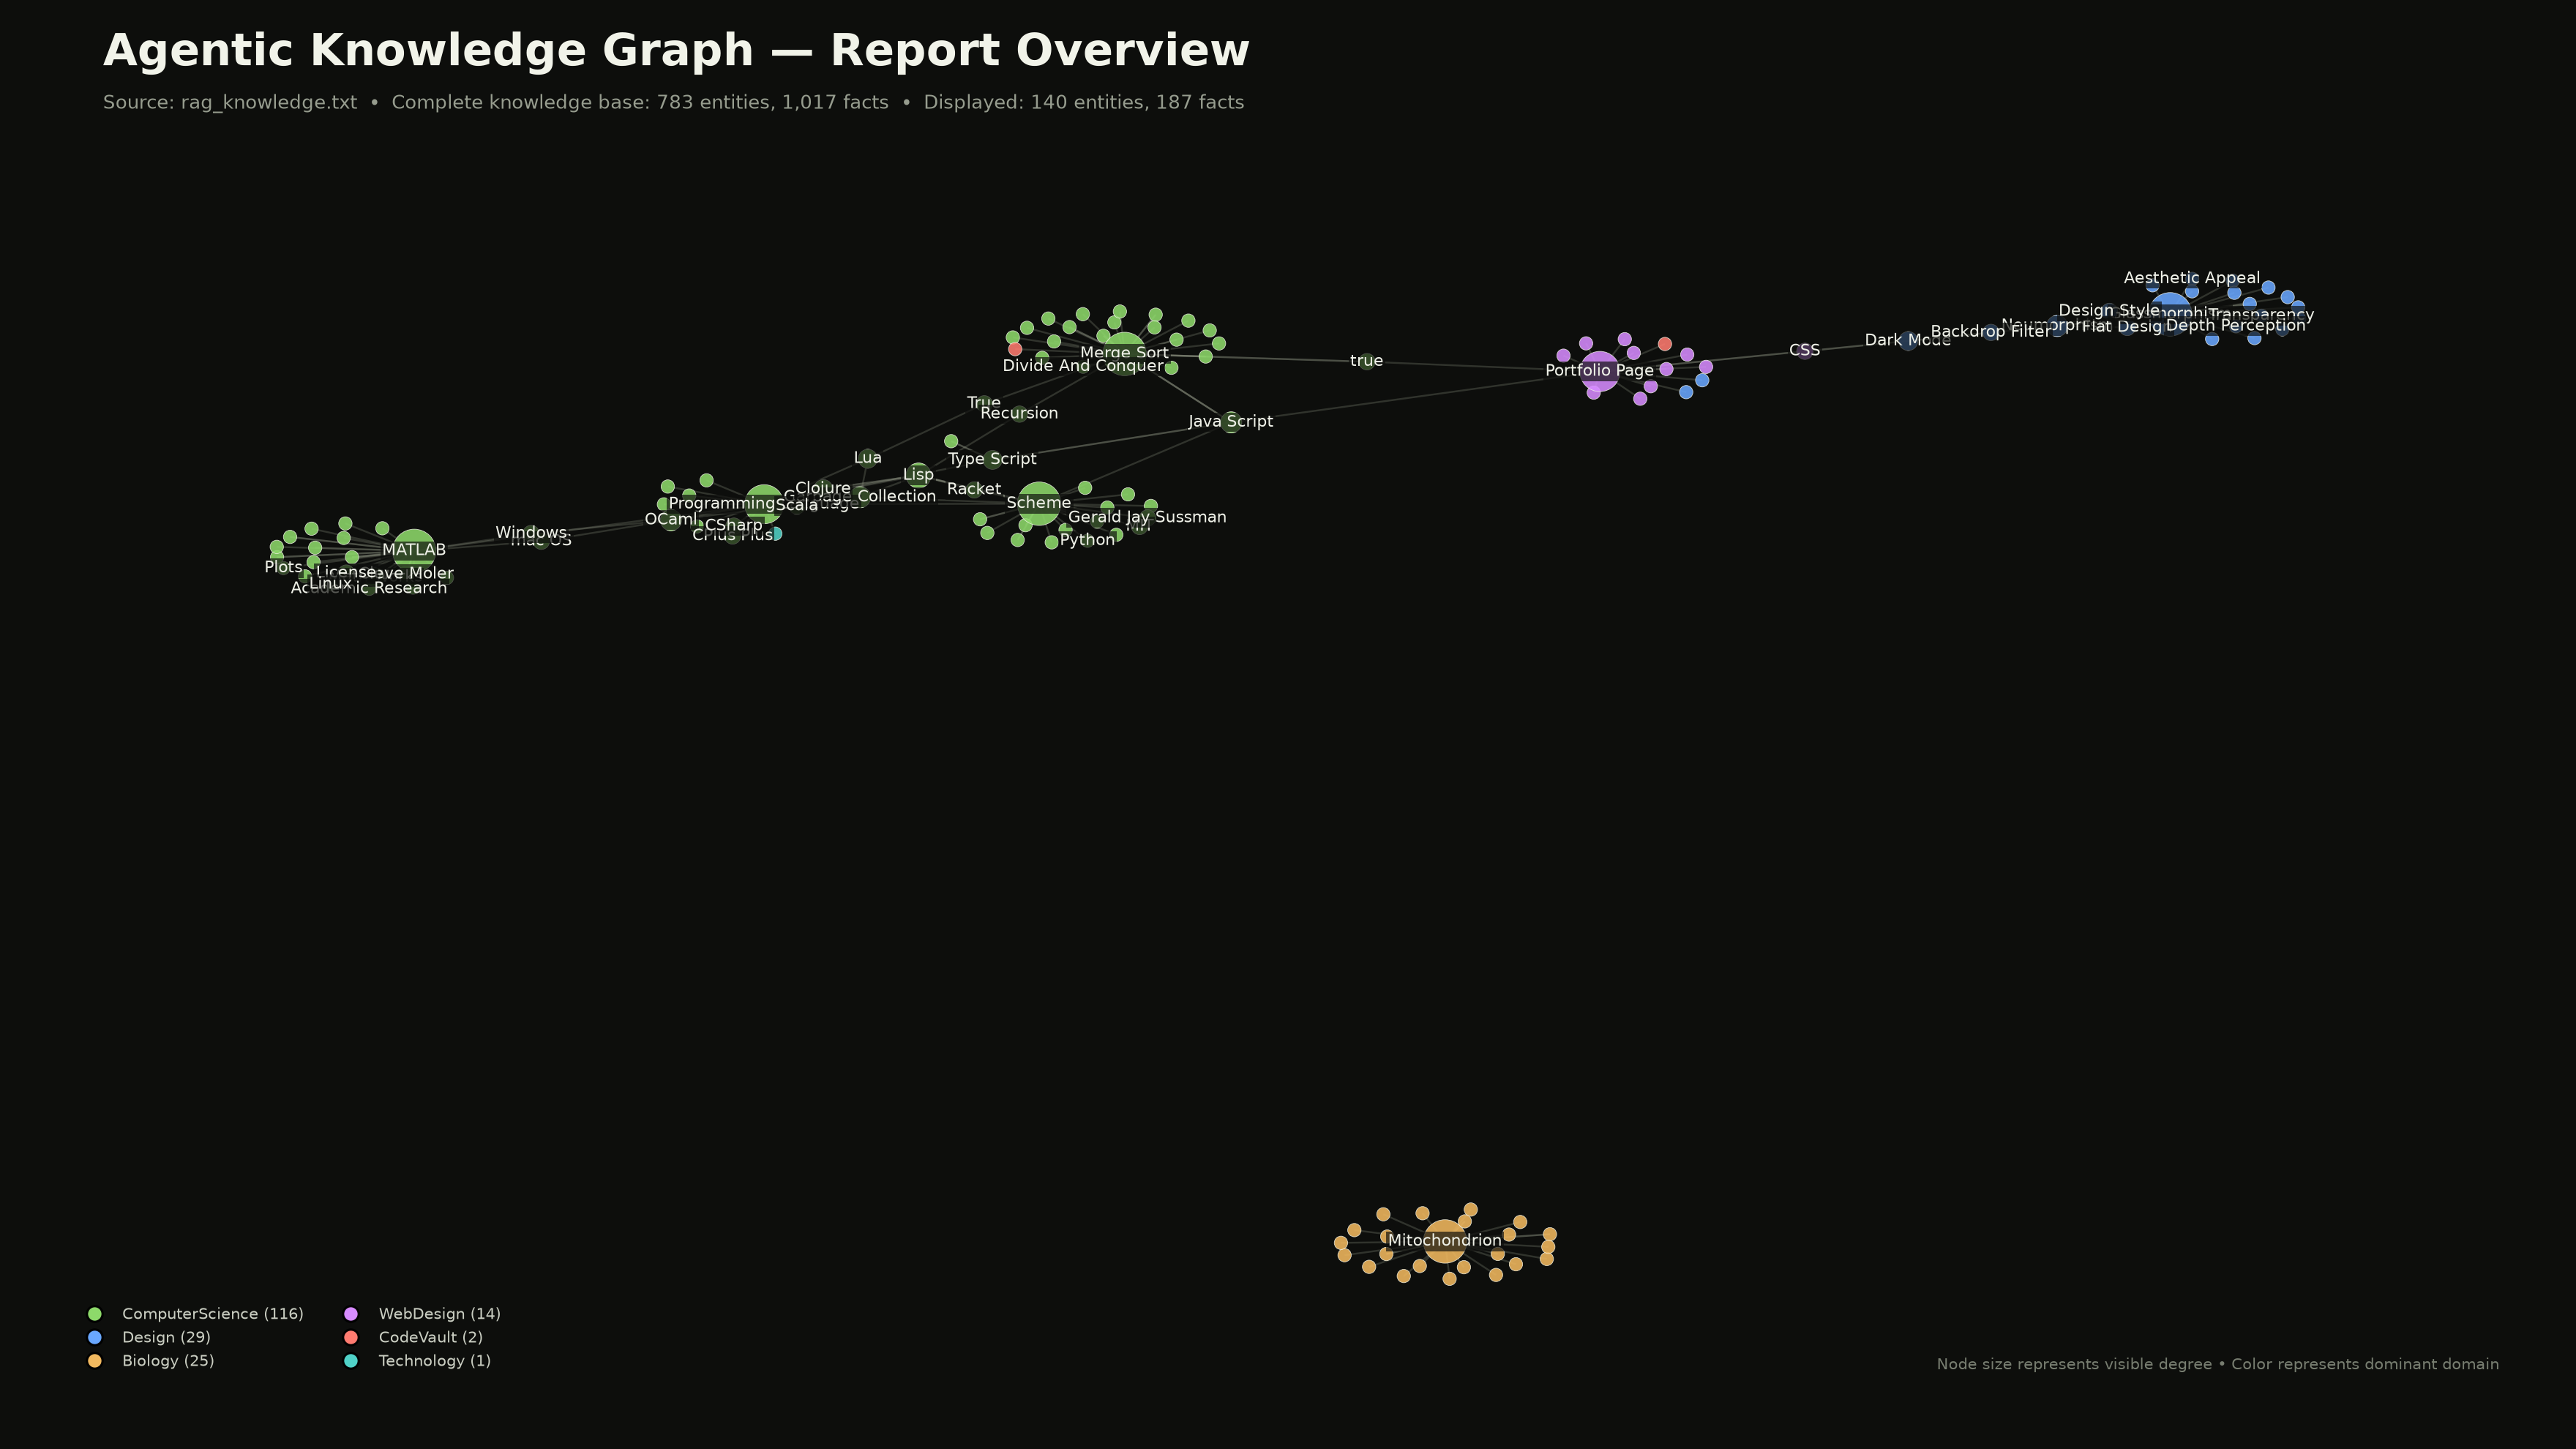 Agentic Knowledge Graph — Report Overview
Source: rag_knowledge.txt • Complete knowledge base: 783 entities, 1,017 facts • Displayed: 140 entities, 187 facts
Aesthetic Appeal
Design Style
Transparency
Depth Perception
Backdrop Filter
Dark Mode
CSS
Portfolio Page
true
Merge Sort
Divide And Conquer
True
Recursion
Java Script
Lua
Type Script
Lisp
Clojure
Racket
Collection
Programming
Scala
Scheme
Gerald Jay Sussman
OCaml
CSharp
Python
Windows
MATLAB
Plots
License
Moler
Linux
Academic Research
Mitochondrion
ComputerScience (116)
Design (29)
Biology (25)
WebDesign (14)
CodeVault (2)
Technology (1)
Node size represents visible degree • Color represents dominant domain